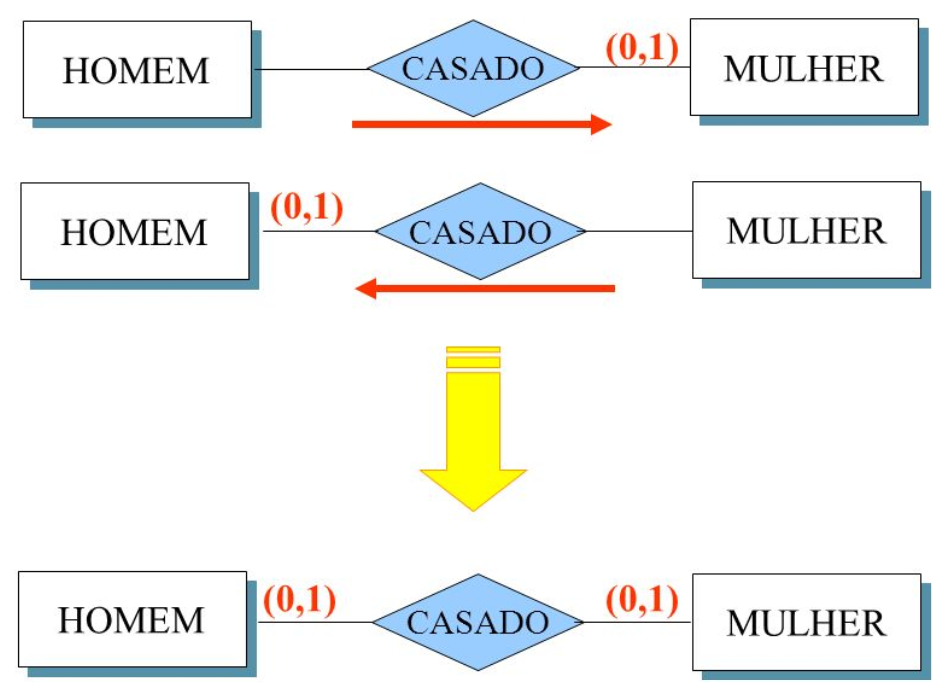 HOMEM CASADO (0,1) MULHER
HOMEM (0,1) CASADO MULHER
HOMEM (0,1) CASADO (0,1) MULHER